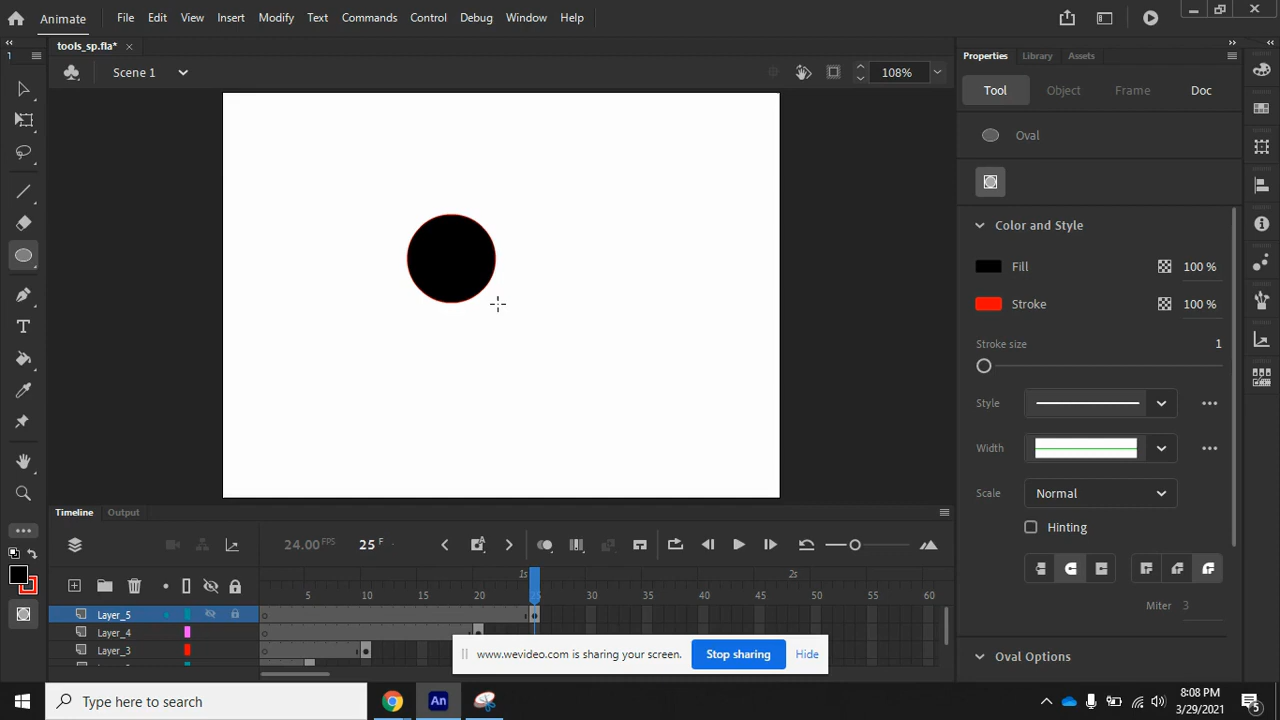 Animate File Edit View Insert Modify Text Commands Control Debug Window Help
tools_sp.fla*
Scene 1
108%
Properties Library Assets
Tool Object Frame Doc
Oval
Color and Style
Fill 100 %
Stroke 100 %
Stroke size 1
Style
Width
Scale Normal
Hinting
Miter 3
Oval Options
Timeline Output
24.00 FPS 25 F
1s 2s
5 10 15 20 25 30 35 40 45 50 55 60
Layer_5
Layer_4
Layer_3
www.wevideo.com is sharing your screen. Stop sharing Hide
Type here to search
An
8:08 PM
3/29/2021
5